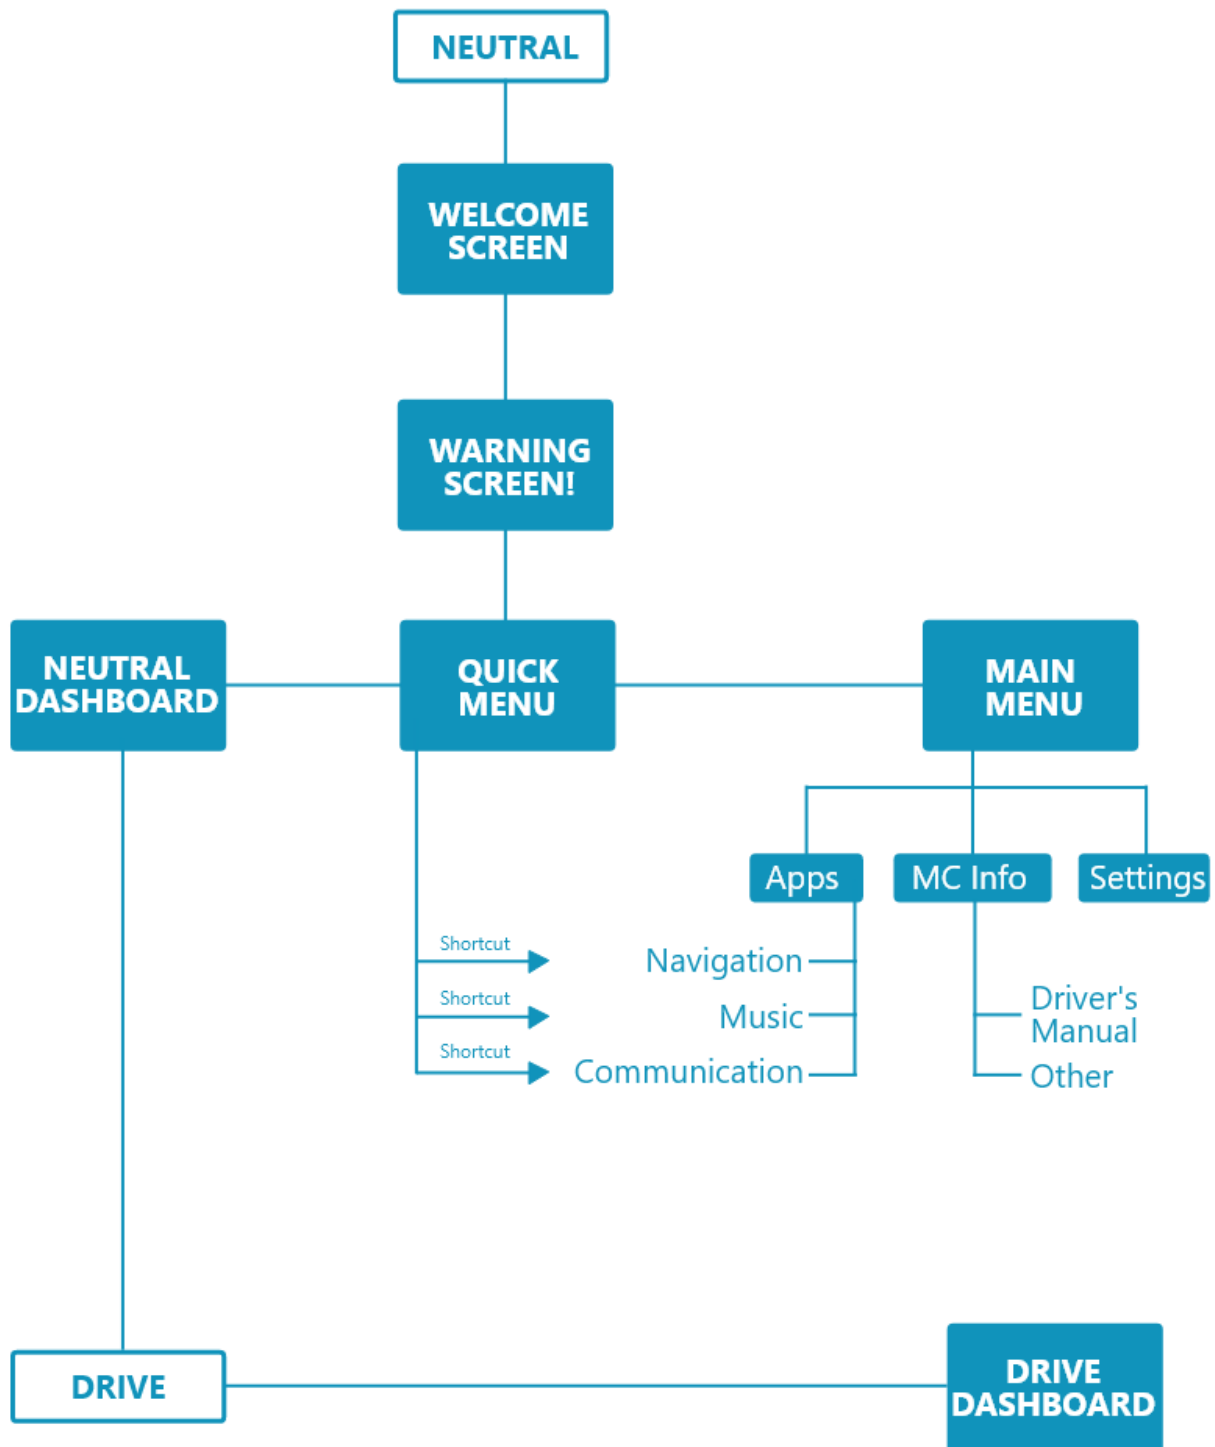 NEUTRAL
WELCOME
SCREEN
WARNING
SCREEN!
NEUTRAL
DASHBOARD
QUICK
MENU
MAIN
MENU
Apps
MC Info
Settings
Shortcut
Shortcut
Shortcut
Navigation
Music
Communication
Driver's
Manual
Other
DRIVE
DRIVE
DASHBOARD